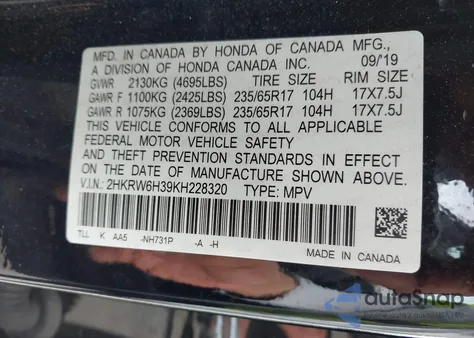 MFD. IN CANADA BY HONDA OF CANADA MFG.,
A DIVISION OF HONDA CANADA INC. 09/'19
GVWR 2130KG (4695LBS) TIRE SIZE RIM SIZE
GAWR F 1100KG (2425LBS) 235/65R17 104H 17X7.5J
GAWR R 1075KG (2369LBS) 235/65R17 104H 17X7.5J
THIS VEHICLE CONFORMS TO ALL APPLICABLE
FEDERAL MOTOR VEHICLE SAFETY
AND THEFT PREVENTION STANDARDS IN EFFECT
ON THE DATE OF MANUFACTURE SHOWN ABOVE.
V.I.N.: 2HKRW6H39KH228320 TYPE: MPV
TLL K AA5 -NH731P -A -H
MADE IN CANADA
autoSnap